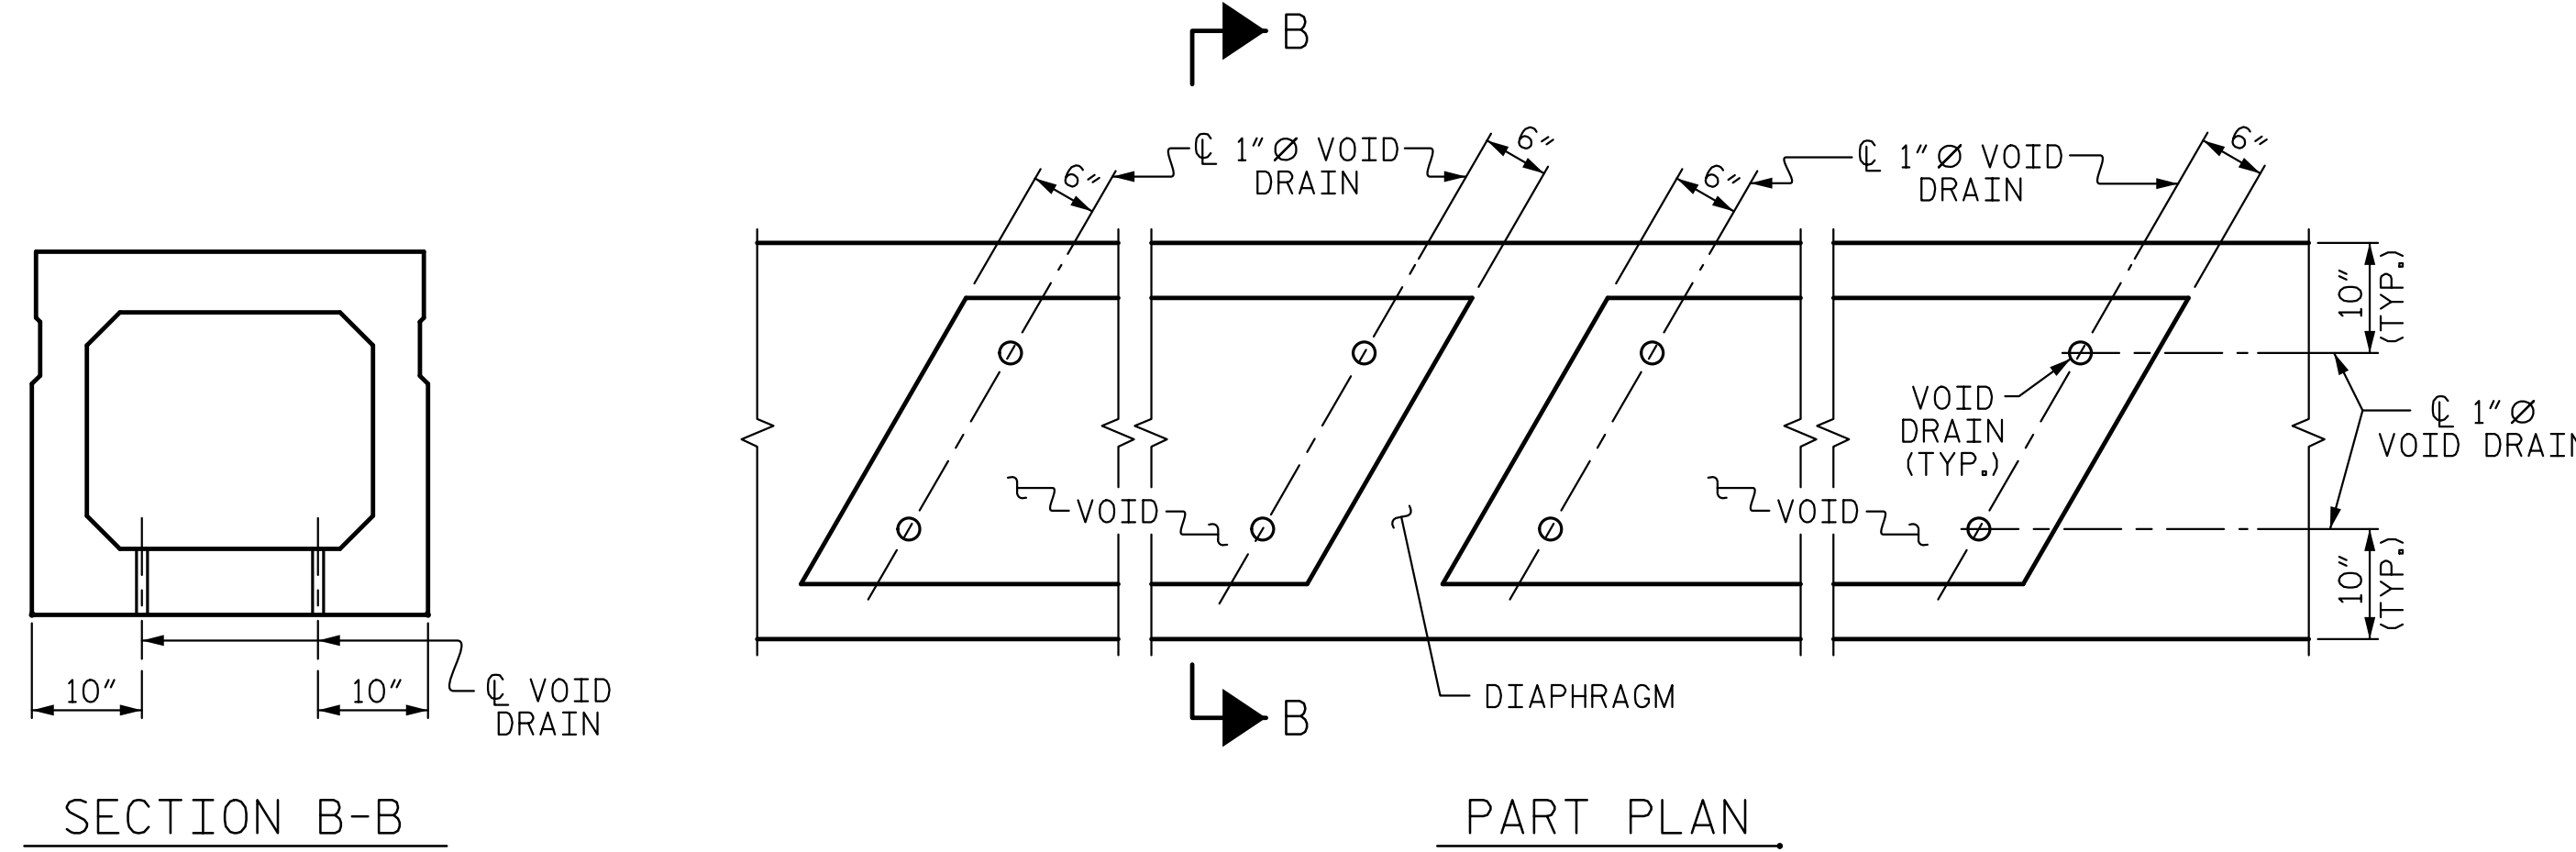 B
6" ℄ 1"Ø VOID
DRAIN
6"
6" ℄ 1"Ø VOID
DRAIN
6"
10"
(TYP.)
VOID
DRAIN
(TYP.)
℄ 1"Ø
VOID DRAIN
VOID
VOID
10"
(TYP.)
DIAPHRAGM
B
10"
10"
℄ VOID
DRAIN
SECTION B-B
PART PLAN